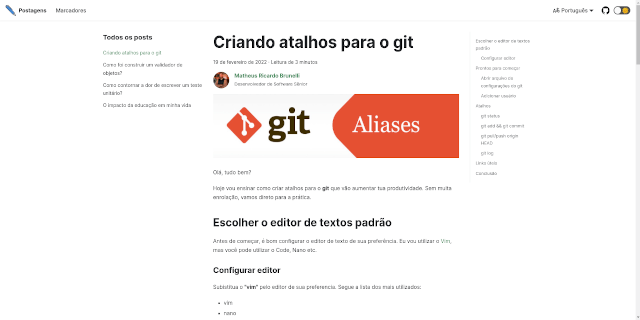 Postagens
Marcadores
Português
Todos os posts
Criando atalhos para o git
Como foi construir um validador de
objetos?
Como contornar a dor de escrever um teste
unitário?
O impacto da educação em minha vida
Criando atalhos para o git
19 de fevereiro de 2022 · Leitura de 3 minutos
Matheus Ricardo Brunelli
Desenvolvedor de Software Sênior
git
Aliases
Olá, tudo bem?
Hoje vou ensinar como criar atalhos para o git que vão aumentar tua produtividade. Sem muita
enrolação, vamos direto para a prática.
Escolher o editor de textos padrão
Antes de começar, é bom configurar o editor de texto de sua preferência. Eu vou utilizar o Vim,
mas você pode utilizar o Code, Nano etc.
Configurar editor
Substitua o "vim" pelo editor de sua preferência. Segue a lista dos mais utilizados:
vim
nano
Escolher o editor de textos
padrão
Configurar editor
Prontos para começar
Abrir arquivo de
configurações do git
Adicionar usuário
Atalhos
git status
git add && git commit
git pull/push origin
HEAD
git log
Links úteis
Conclusão